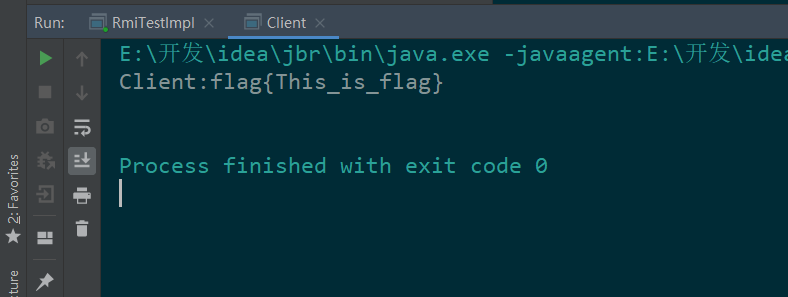 Run: RmiTestImpl × Client ×
E:\开发\idea\jbr\bin\java.exe -javaagent:E:\开发\idea
Client:flag{This_is_flag}
Process finished with exit code 0
2: Favorites